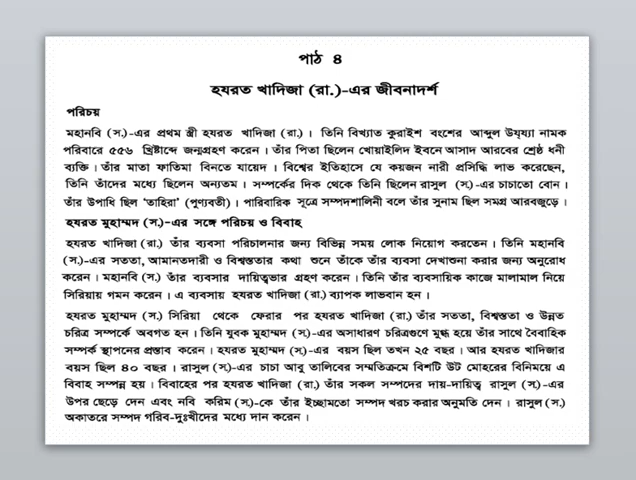 পাঠ ৪
হযরত খাদিজা (রা.)-এর জীবনাদর্শ
পরিচয়
মহানবি (স.)-এর প্রথম স্ত্রী হযরত খাদিজা (রা.)। তিনি বিখ্যাত কুরাইশ বংশের আব্দুল উয্‌যা নামক
পরিবারে ৫৫৬ খ্রিষ্টাব্দে জন্মগ্রহণ করেন। তাঁর পিতা ছিলেন খোয়াইলিদ ইবনে আসাদ আরবের শ্রেষ্ঠ ধনী
ব্যক্তি। তাঁর মাতা ফাতিমা বিনতে যায়েদ। বিশ্বের ইতিহাসে যে কয়জন নারী প্রসিদ্ধি লাভ করেছেন,
তিনি তাঁদের মধ্যে ছিলেন অন্যতম। সম্পর্কের দিক থেকে তিনি ছিলেন রাসুল (স.)-এর চাচাতো বোন।
তাঁর উপাধি ছিল 'তাহিরা' (পুণ্যবতী)। পারিবারিক সূত্রে সম্পদশালিনী বলে তাঁর সুনাম ছিল সমগ্র আরবজুড়ে।
হযরত মুহাম্মদ (স.)-এর সঙ্গে পরিচয় ও বিবাহ
হযরত খাদিজা (রা.) তাঁর ব্যবসা পরিচালনার জন্য বিভিন্ন সময় লোক নিয়োগ করতেন। তিনি মহানবি
(স.)-এর সততা, আমানতদারী ও বিশ্বস্ততার কথা শুনে তাঁকে তাঁর ব্যবসা দেখাশুনা করার জন্য অনুরোধ
করেন। মহানবি (স.) তাঁর ব্যবসার দায়িত্বভার গ্রহণ করেন। তিনি তাঁর ব্যবসায়িক কাজে মালামাল নিয়ে
সিরিয়ায় গমন করেন। এ ব্যবসায় হযরত খাদিজা (রা.) ব্যাপক লাভবান হন।
হযরত মুহাম্মদ (স.) সিরিয়া থেকে ফেরার পর হযরত খাদিজা (রা.) তাঁর সততা, বিশ্বস্ততা ও উন্নত
চরিত্র সম্পর্কে অবগত হন। তিনি যুবক মুহাম্মদ (স.)-এর অসাধারণ চরিত্রগুণে মুগ্ধ হয়ে তাঁর সাথে বৈবাহিক
সম্পর্ক স্থাপনের প্রস্তাব করেন। হযরত মুহাম্মদ (স.)-এর বয়স ছিল তখন ২৫ বছর। আর হযরত খাদিজার
বয়স ছিল ৪০ বছর। রাসুল (স.)-এর চাচা আবু তালিবের সম্মতিক্রমে বিশটি উট মোহরের বিনিময়ে এ
বিবাহ সম্পন্ন হয়। বিবাহের পর হযরত খাদিজা (রা.) তাঁর সকল সম্পদের দায়-দায়িত্ব রাসুল (স.)-এর
উপর ছেড়ে দেন এবং নবি করিম (স.)-কে তাঁর ইচ্ছামতো সম্পদ খরচ করার অনুমতি দেন। রাসুল (স.)
অকাতরে সম্পদ গরিব-দুঃখীদের মধ্যে দান করেন।